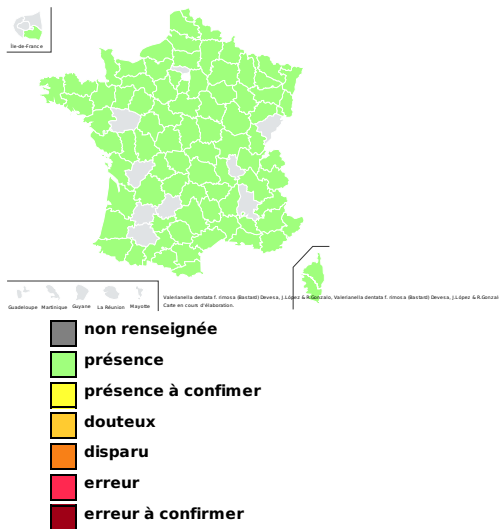 Île-de-France
Guadeloupe Martinique Guyane La Réunion Mayotte
Valerianella dentata f. rimosa (Bastard) Devesa, J.López & R.Gonzalo, Valerianella dentata f. rimosa (Bastard) Devesa, J.López & R.Gonzal
Carte en cours d'élaboration.
non renseignée
présence
présence à confimer
douteux
disparu
erreur
erreur à confirmer